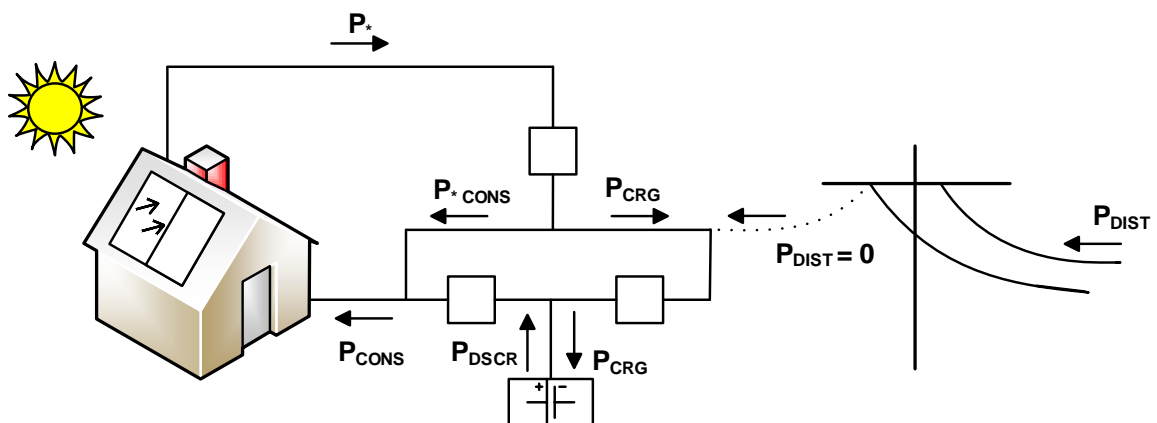 P*
P* CONS
PCRG
PDIST
PDIST = 0
PCONS
PDSCR
PCRG
+ -